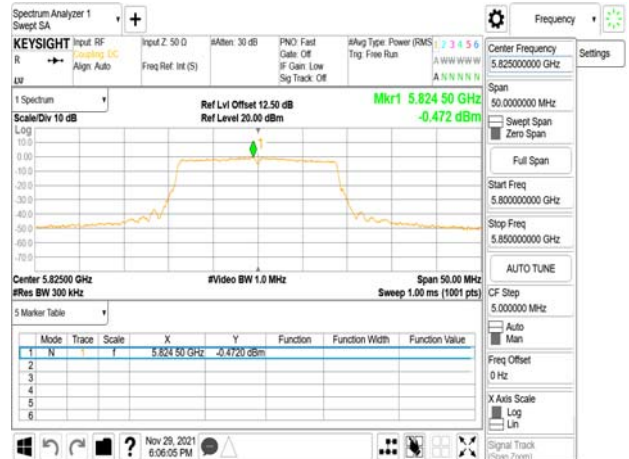 Spectrum Analyzer 1
Swept SA
Frequency
Settings
KEYSIGHT
R
LXI
Input: RF
Coupling: DC
Align: Auto
Input Z: 50 Ω
Freq Ref: Int (S)
#Atten: 30 dB
PNO: Fast
Gate: Off
IF Gain: Low
Sig Track: Off
#Avg Type: Power (RMS
Trig: Free Run
1 2 3 4 5 6
A W W W W W
A N N N N N
1 Spectrum
Scale/Div 10 dB
Ref Lvl Offset 12.50 dB
Ref Level 20.00 dBm
Mkr1 5.824 50 GHz
-0.472 dBm
Log
10.0
0.00
-10.0
-20.0
-30.0
-40.0
-50.0
-60.0
-70.0
1
Center 5.82500 GHz
#Res BW 300 kHz
#Video BW 1.0 MHz
Span 50.00 MHz
Sweep 1.00 ms (1001 pts)
5 Marker Table
Mode Trace Scale X Y Function Function Width Function Value
1 N 1 f 5.824 50 GHz -0.4720 dBm
2
3
4
5
6
Nov 29, 2021
6:06:05 PM
?
Center Frequency
5.825000000 GHz
Span
50.0000000 MHz
Swept Span
Zero Span
Full Span
Start Freq
5.800000000 GHz
Stop Freq
5.850000000 GHz
AUTO TUNE
CF Step
5.000000 MHz
Auto
Man
Freq Offset
0 Hz
X Axis Scale
Log
Lin
Signal Track
(Span Zoom)